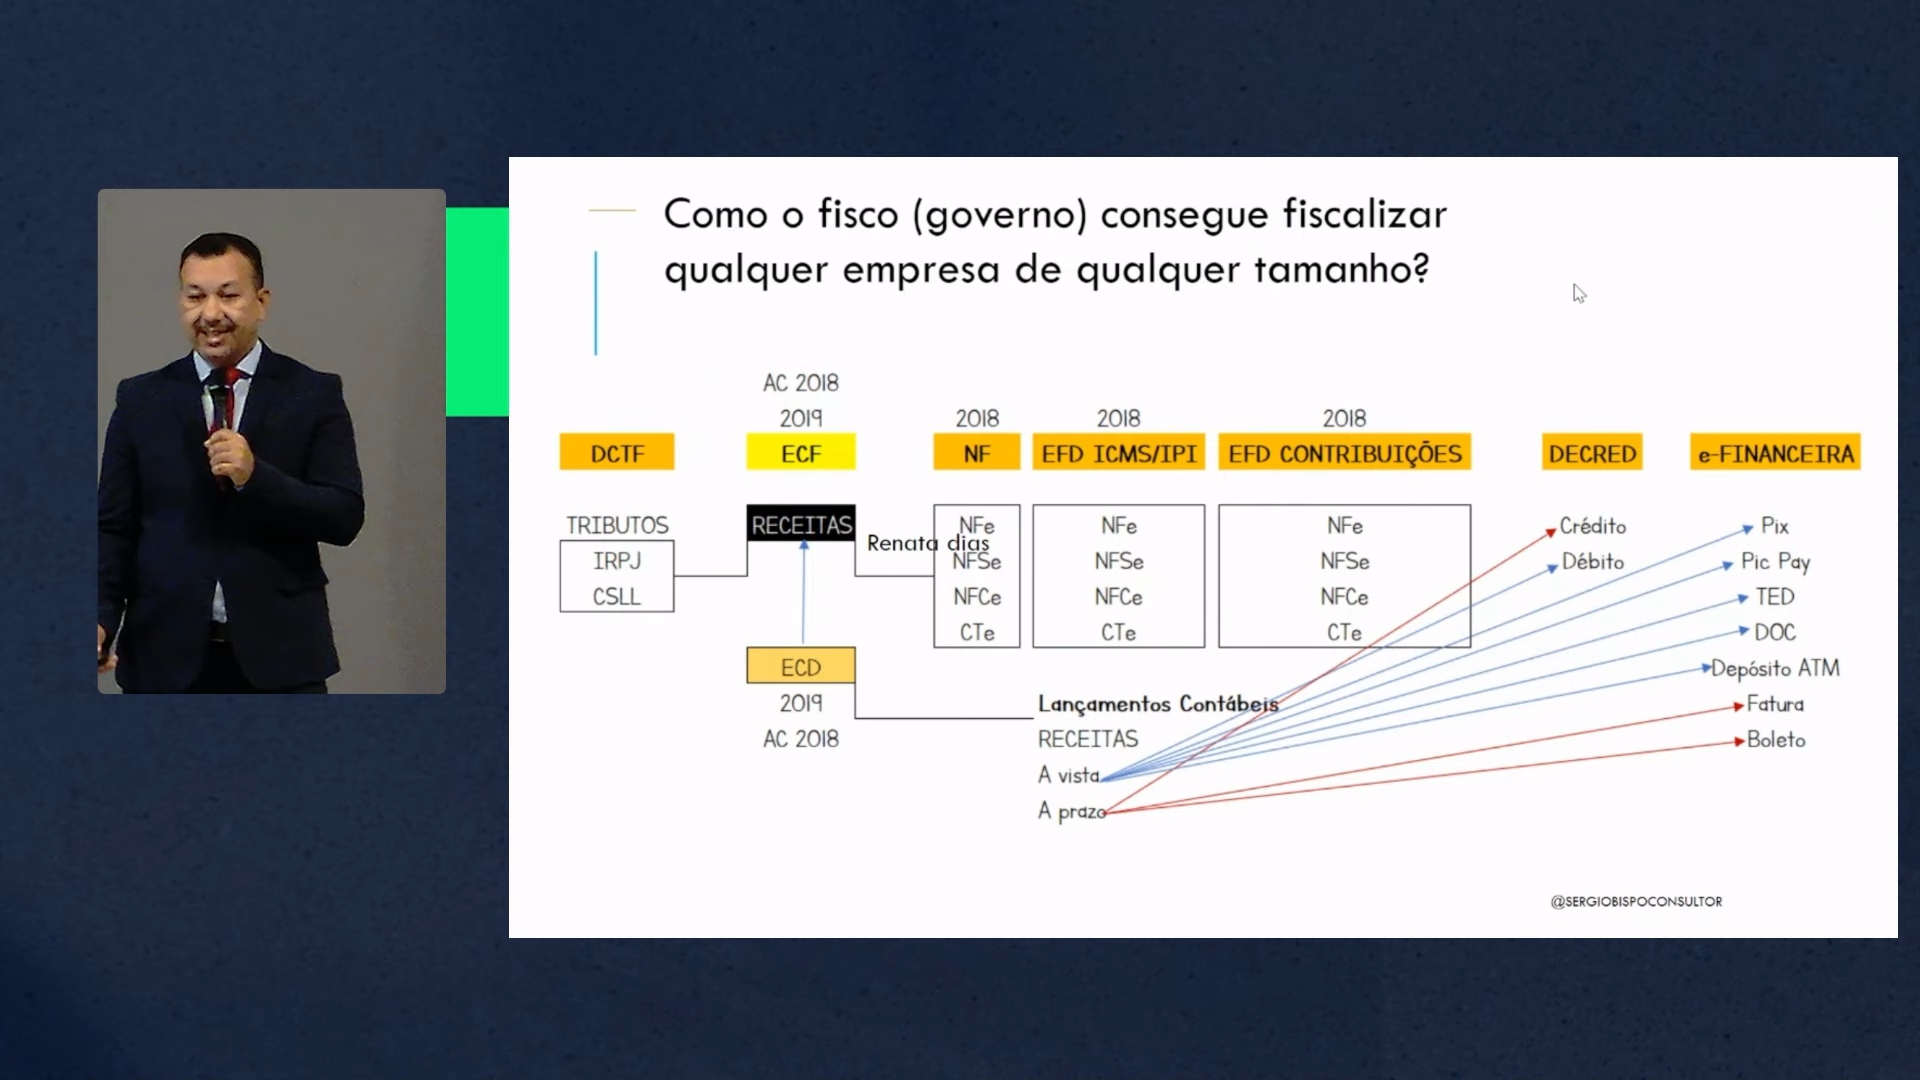 Como o fisco (governo) consegue fiscalizar
qualquer empresa de qualquer tamanho?
AC 2018
2019
2018
2018
2018
DCTF
ECF
NF
EFD ICMS/IPI
EFD CONTRIBUIÇÕES
DECRED
e-FINANCEIRA
TRIBUTOS
IRPJ
CSLL
RECEITAS
Renata dias
NFe
NFSe
NFCe
CTe
NFe
NFSe
NFCe
CTe
NFe
NFSe
NFCe
CTe
Crédito
Débito
Pix
Pic Pay
TED
DOC
Depósito ATM
Fatura
Boleto
ECD
2019
AC 2018
Lançamentos Contábeis
RECEITAS
A vista
A prazo
@SERGIOBISPOCONSULTOR